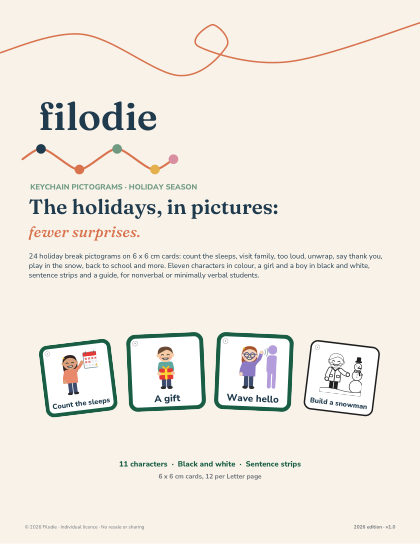 filodie
KEYCHAIN PICTOGRAMS · HOLIDAY SEASON
The holidays, in pictures:
fewer surprises.
24 holiday break pictograms on 6 x 6 cm cards: count the sleeps, visit family, too loud, unwrap, say thank you,
play in the snow, back to school and more. Eleven characters in colour, a girl and a boy in black and white,
sentence strips and a guide, for nonverbal or minimally verbal students.
Count the sleeps
A gift
Wave hello
Build a snowman
11 characters · Black and white · Sentence strips
6 x 6 cm cards, 12 per Letter page
© 2026 Filodie · Individual licence · No resale or sharing
2026 edition · v1.0